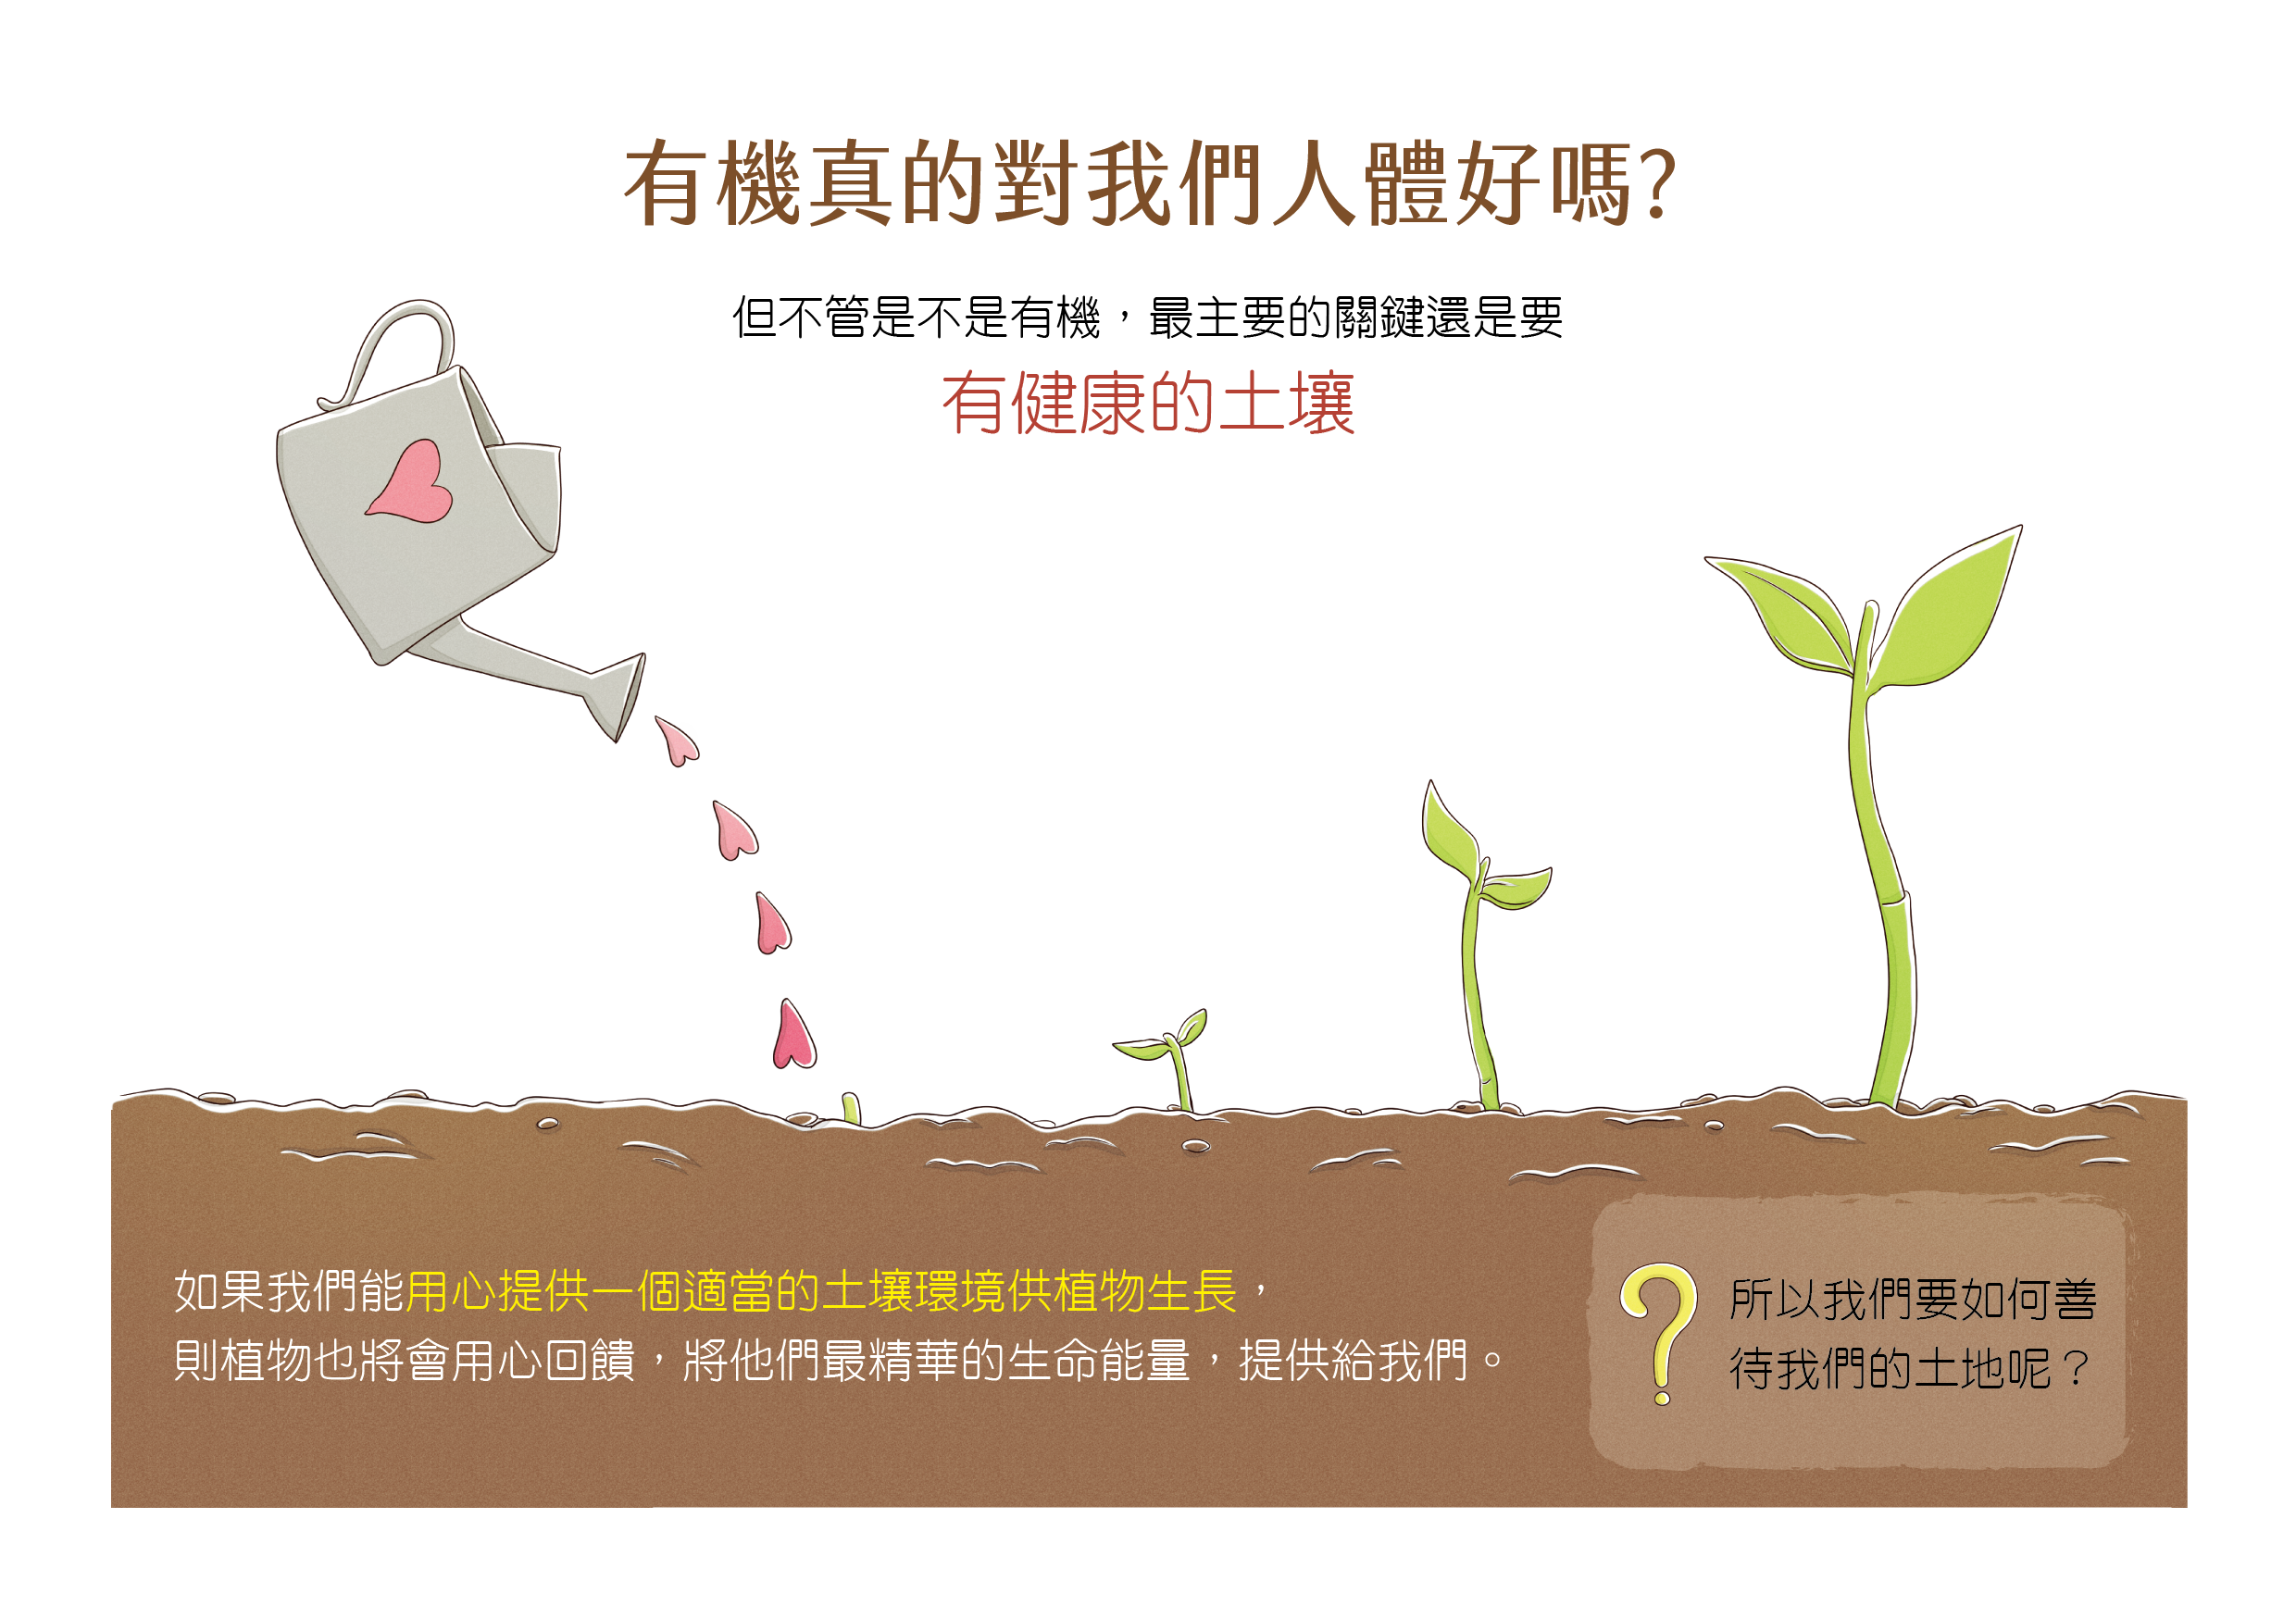 有機真的對我們人體好嗎?
但不管是不是有機，最主要的關鍵還是要
有健康的土壤
如果我們能用心提供一個適當的土壤環境供植物生長，
則植物也將會用心回饋，將他們最精華的生命能量，提供給我們。
所以我們要如何善
待我們的土地呢？